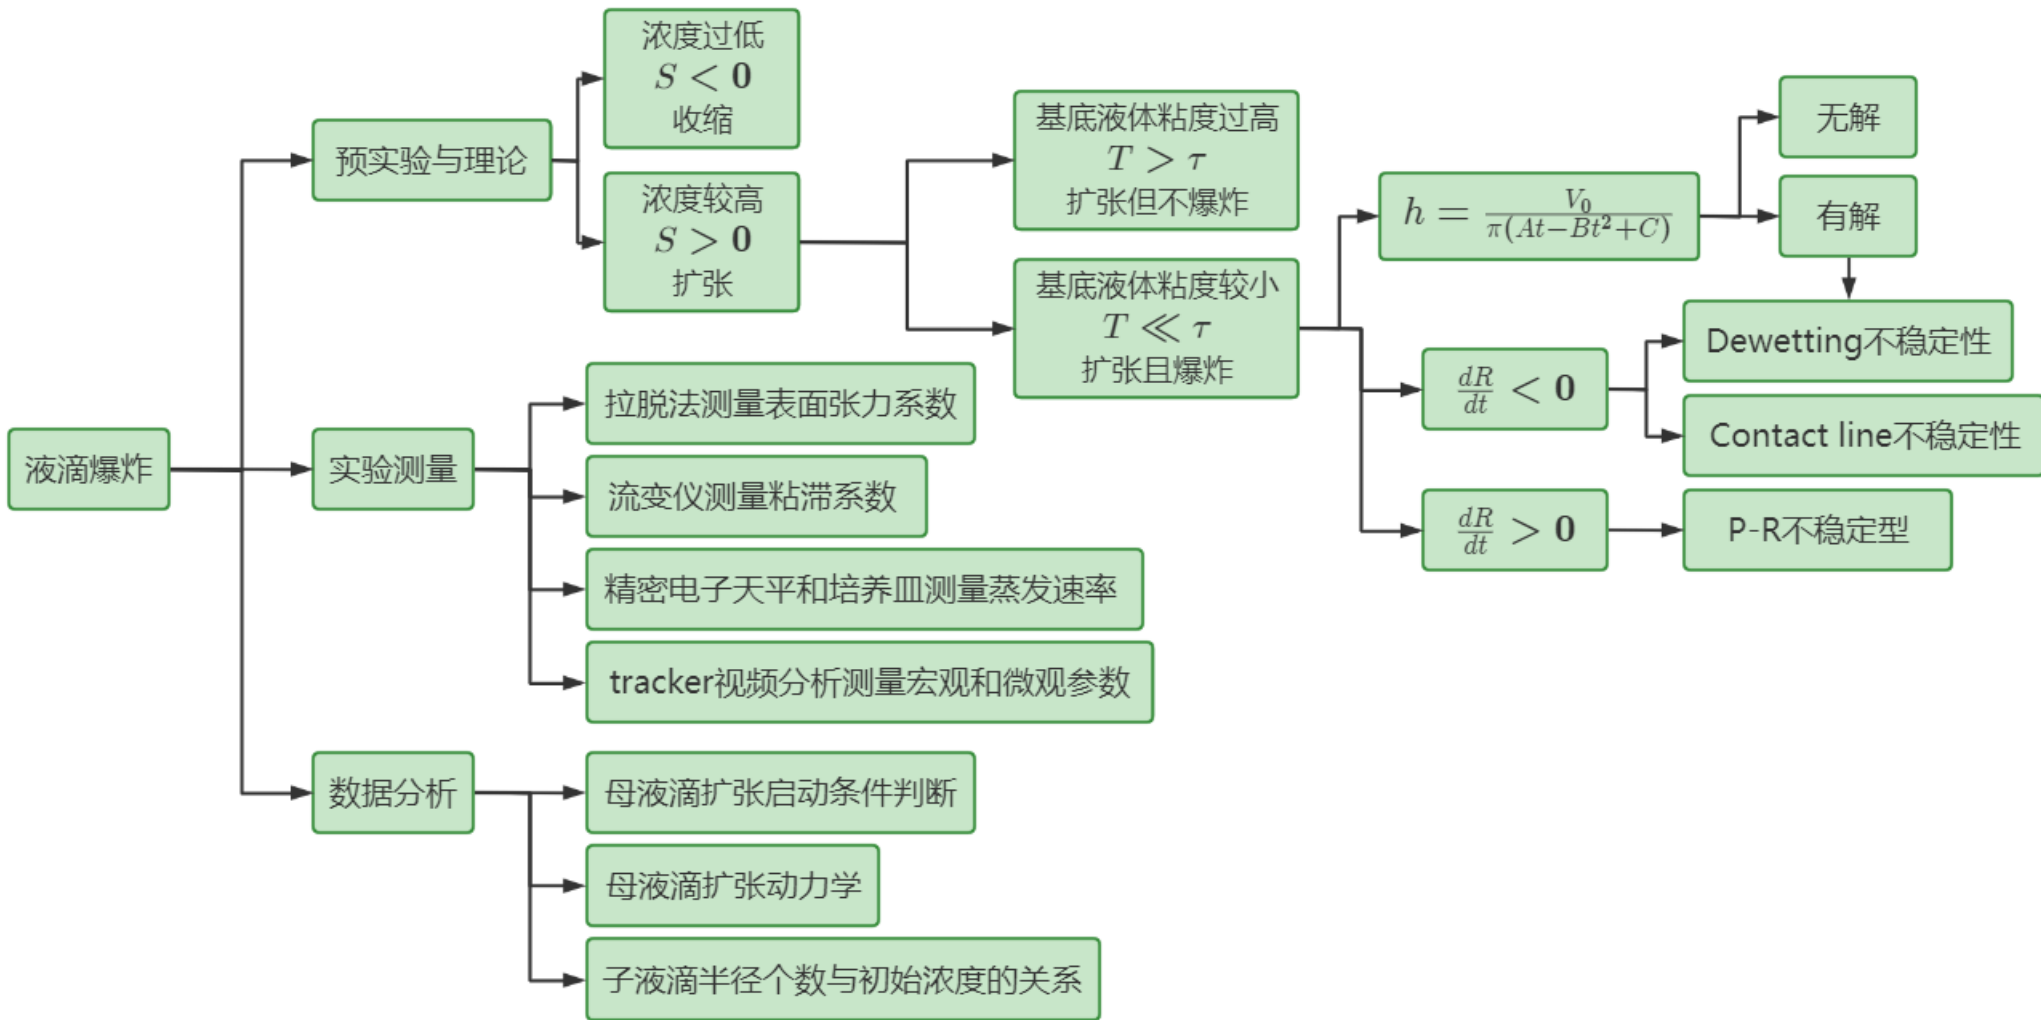 液滴爆炸
预实验与理论
浓度过低
S < 0
收缩
浓度较高
S > 0
扩张
基底液体粘度过高
T > τ
扩张但不爆炸
基底液体粘度较小
T ≪ τ
扩张且爆炸
h = V₀ / π(At−Bt²+C)
无解
有解
dR/dt < 0
Dewetting不稳定性
Contact line不稳定性
dR/dt > 0
P-R不稳定型
实验测量
拉脱法测量表面张力系数
流变仪测量粘滞系数
精密电子天平和培养皿测量蒸发速率
tracker视频分析测量宏观和微观参数
数据分析
母液滴扩张启动条件判断
母液滴扩张动力学
子液滴半径个数与初始浓度的关系